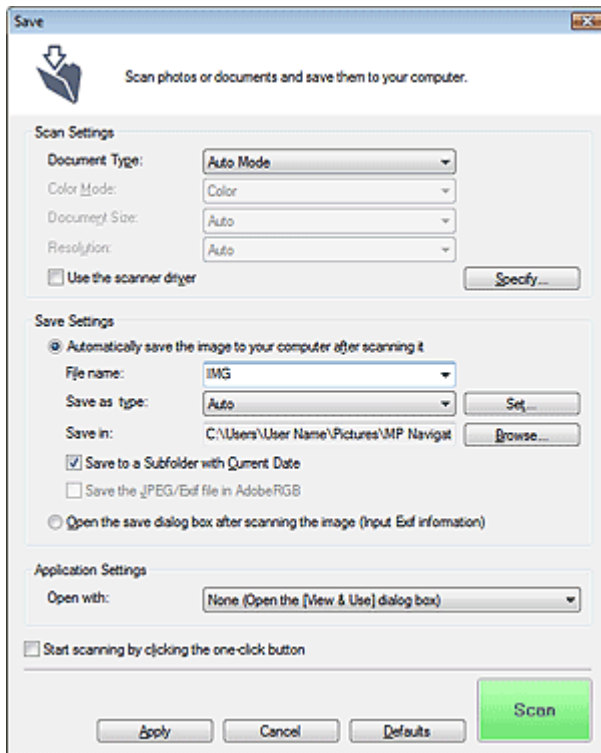 Save
Scan photos or documents and save them to your computer.
Scan Settings
Document Type: Auto Mode
Color Mode: Color
Document Size: Auto
Resolution: Auto
Use the scanner driver Specify...
Save Settings
Automatically save the image to your computer after scanning it
File name: IMG
Save as type: Auto Set...
Save in: C:\Users\User Name\Pictures\MP Navigat Browse...
Save to a Subfolder with Current Date
Save the JPEG/Exif file in AdobeRGB
Open the save dialog box after scanning the image (Input Exif information)
Application Settings
Open with: None (Open the [View & Use] dialog box)
Start scanning by clicking the one-click button
Scan
Apply Cancel Defaults